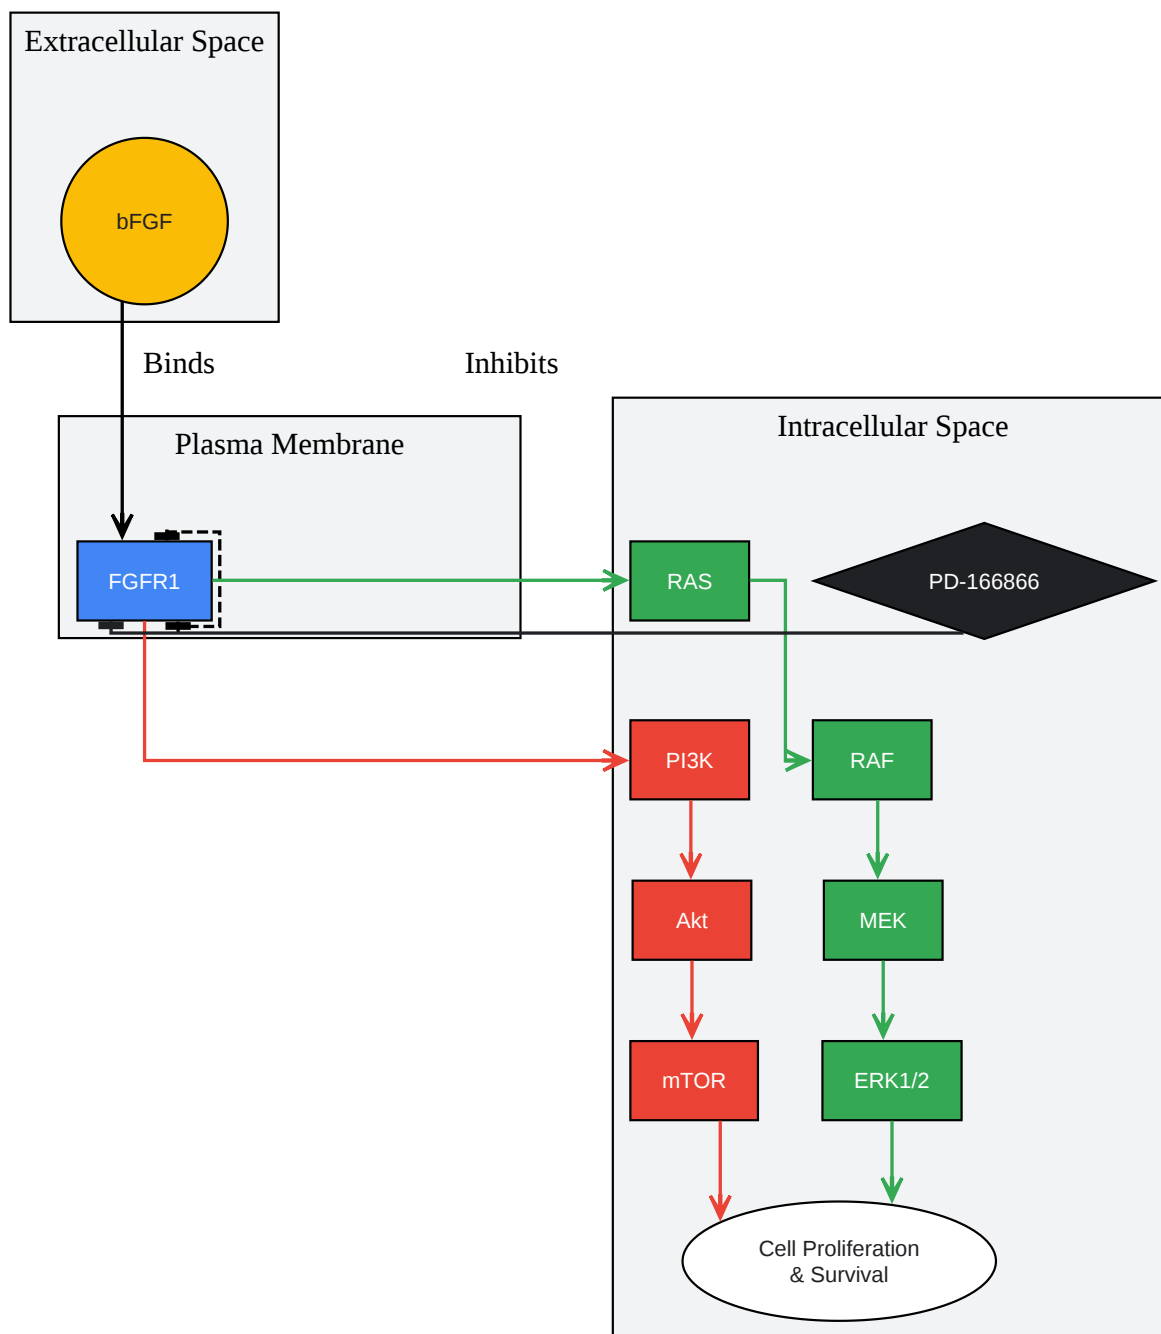 Extracellular Space
bFGF
Binds
Inhibits
Plasma Membrane
Intracellular Space
FGFR1
RAS
PD-166866
PI3K
RAF
Akt
MEK
mTOR
ERK1/2
Cell Proliferation
& Survival